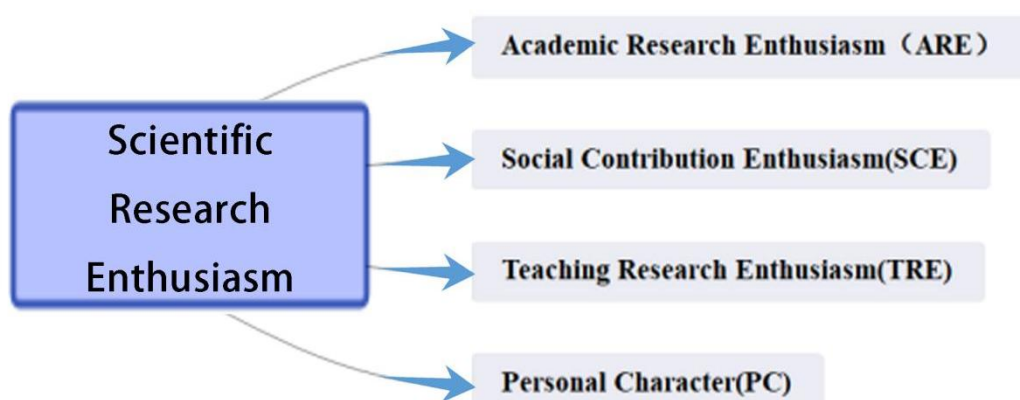 Scientific
Research
Enthusiasm
Academic Research Enthusiasm（ARE）
Social Contribution Enthusiasm(SCE)
Teaching Research Enthusiasm(TRE)
Personal Character(PC)